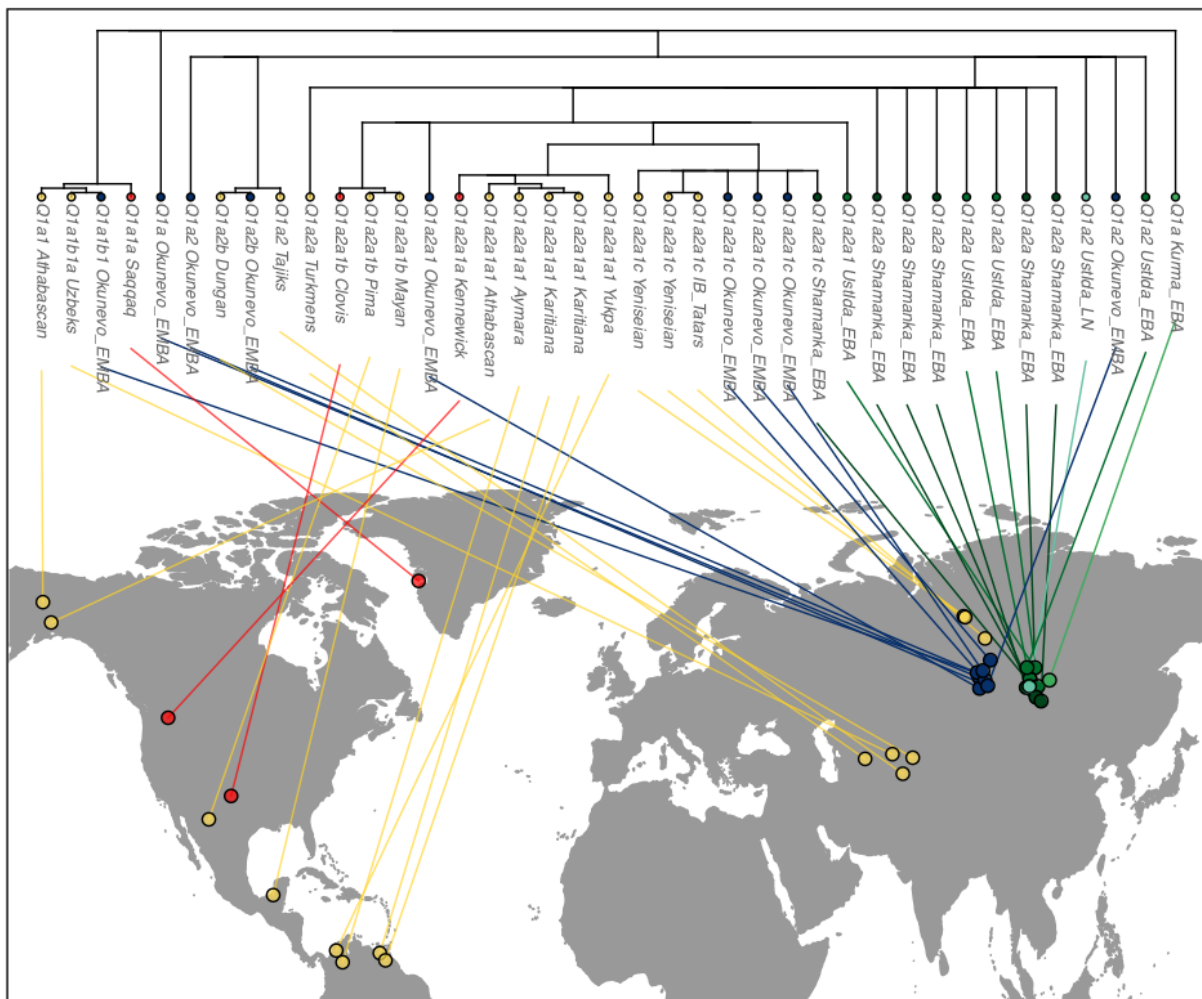 Q1a1 Athabascan
Q1a1b1a Uzbeks
Q1a1b1 Okunevo_EMBA
Q1a1a Saqqaq
Q1a Okunevo_EMBA
Q1a2 Okunevo_EMBA
Q1a2b Dungan
Q1a2b Okunevo_EMBA
Q1a2 Tajiks
Q1a2a Turkmens
Q1a2a1b Clovis
Q1a2a1b Pima
Q1a2a1b Mayan
Q1a2a1 Okunevo_EMBA
Q1a2a1a Kennewick
Q1a2a1a1 Athabascan
Q1a2a1a1 Aymara
Q1a2a1a1 Karitiana
Q1a2a1a1 Karitiana
Q1a2a1a1 Yukpa
Q1a2a1c Yeniseian
Q1a2a1c Yeniseian
Q1a2a1c IB_Tatars
Q1a2a1c Okunevo_EMBA
Q1a2a1c Okunevo_EMBA
Q1a2a1c Okunevo_EMBA
Q1a2a1c Shamanka_EBA
Q1a2a1 UstIda_EBA
Q1a2a Shamanka_EBA
Q1a2a Shamanka_EBA
Q1a2a Shamanka_EBA
Q1a2a UstIda_EBA
Q1a2a UstIda_EBA
Q1a2a Shamanka_EBA
Q1a2a Shamanka_EBA
Q1a2 UstIda_LN
Q1a2 Okunevo_EMBA
Q1a2 UstIda_EBA
Q1a Kurma_EBA